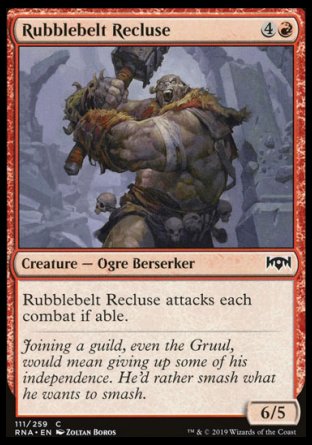 Rubblebelt Recluse 4
Creature — Ogre Berserker
Rubblebelt Recluse attacks each
combat if able.
Joining a guild, even the Gruul,
would mean giving up some of his
independence. He'd rather smash what
he wants to smash.
6/5
111/259 C
RNA • EN Zoltan Boros
™ & © 2019 Wizards of the Coast